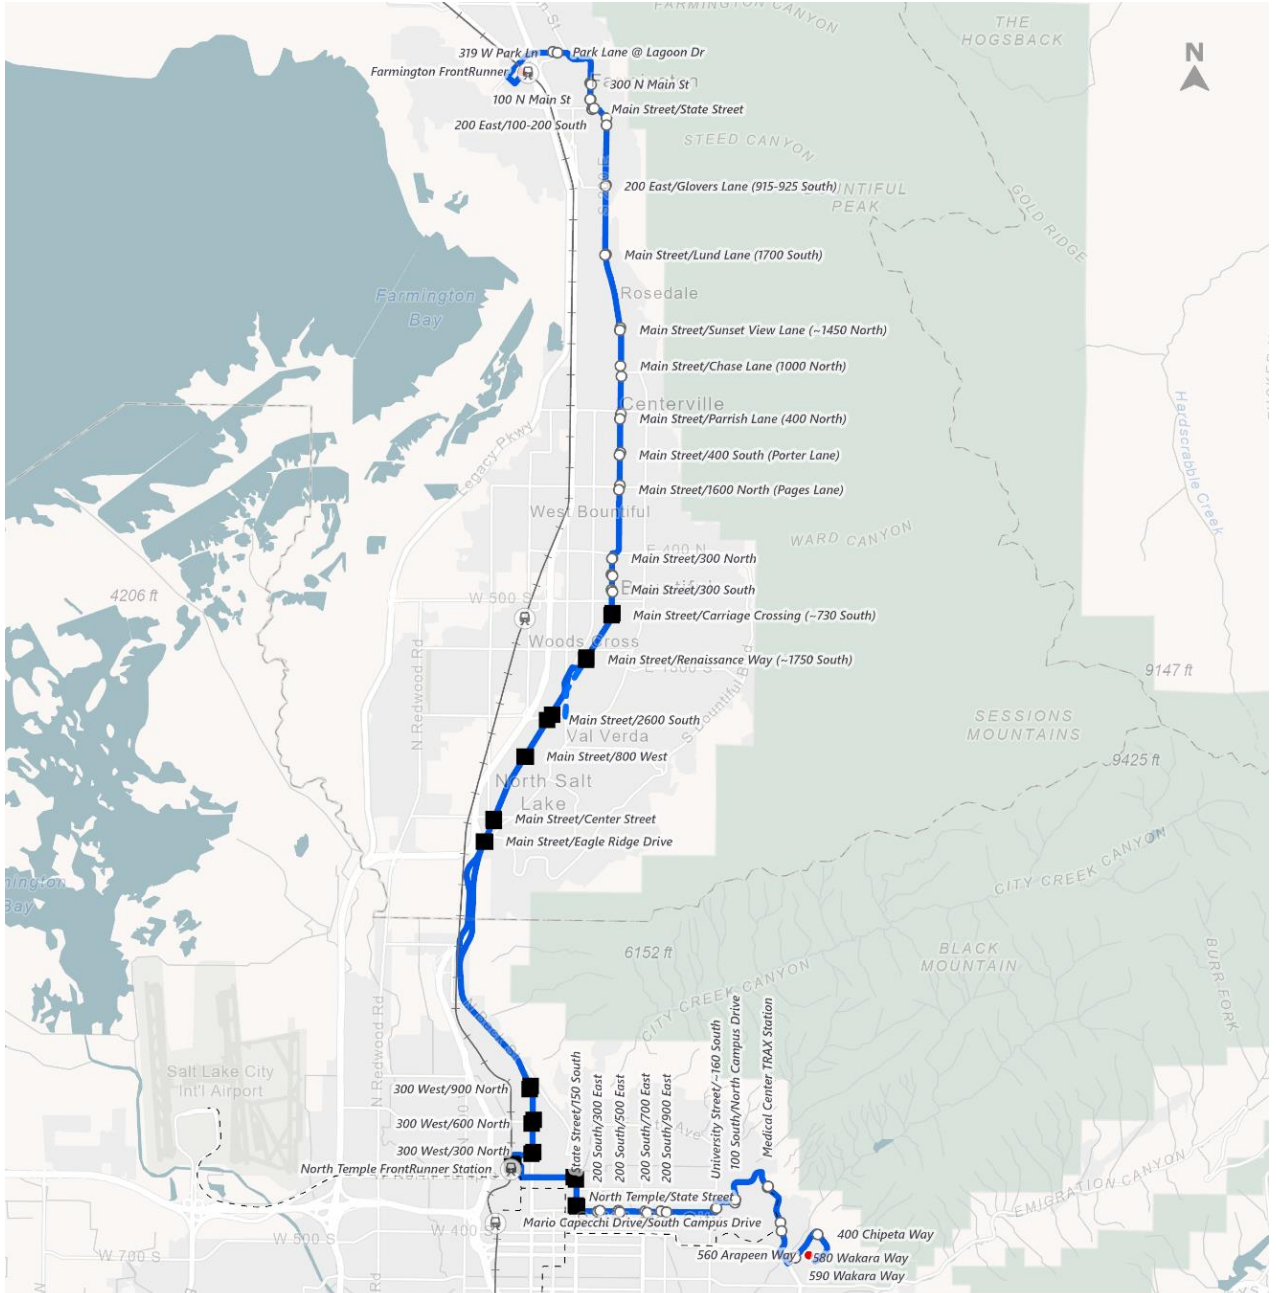 FARMINGTON CANYON
THE
HOGSBACK
N
319 W Park Ln
Park Lane @ Lagoon Dr
Farmington FrontRunner
Farmington
300 N Main St
100 N Main St
Main Street/State Street
200 East/100-200 South
STEED CANYON
S 200 E
200 East/Glovers Lane (915-925 South)
BOUNTIFUL
PEAK
GOLD RIDGE
Main Street/Lund Lane (1700 South)
Farmington
Bay
Rosedale
Main Street/Sunset View Lane (~1450 North)
Main Street/Chase Lane (1000 North)
Centerville
Main Street/Parrish Lane (400 North)
Hardscrabble Creek
Legacy Pkwy
Main Street/400 South (Porter Lane)
Main Street/1600 North (Pages Lane)
West Bountiful
WARD CANYON
E 400 N
Main Street/300 North
Bountiful
Main Street/300 South
4206 ft
W 500 S
Main Street/Carriage Crossing (~730 South)
Woods Cross
Main Street/Renaissance Way (~1750 South)
E 1800 S
9147 ft
N Redwood Rd
S Bountiful Blvd
Main Street/2600 South
SESSIONS
MOUNTAINS
Val Verda
Main Street/800 West
9425 ft
North Salt
Lake
Main Street/Center Street
Main Street/Eagle Ridge Drive
CITY CREEK CANYON
Bay
6152 ft
BLACK
MOUNTAIN
BURR FORK
CITY CREEK CANYON
N Beck St
Salt Lake City
Int'l Airport
N Redwood Rd
300 West/900 North
300 West/600 North
300 West/300 North
North Temple FrontRunner Station
State Street/150 South
200 South/300 East
200 South/500 East
200 South/700 East
200 South/900 East
University Street/~160 South
100 South/North Campus Drive
Medical Center TRAX Station
North Temple/State Street
Mario Capecchi Drive/South Campus Drive
EMIGRATION CANYON
W 400 S
W 500 S
W 700 S
400 Chipeta Way
560 Arapeen Way
580 Wakara Way
590 Wakara Way